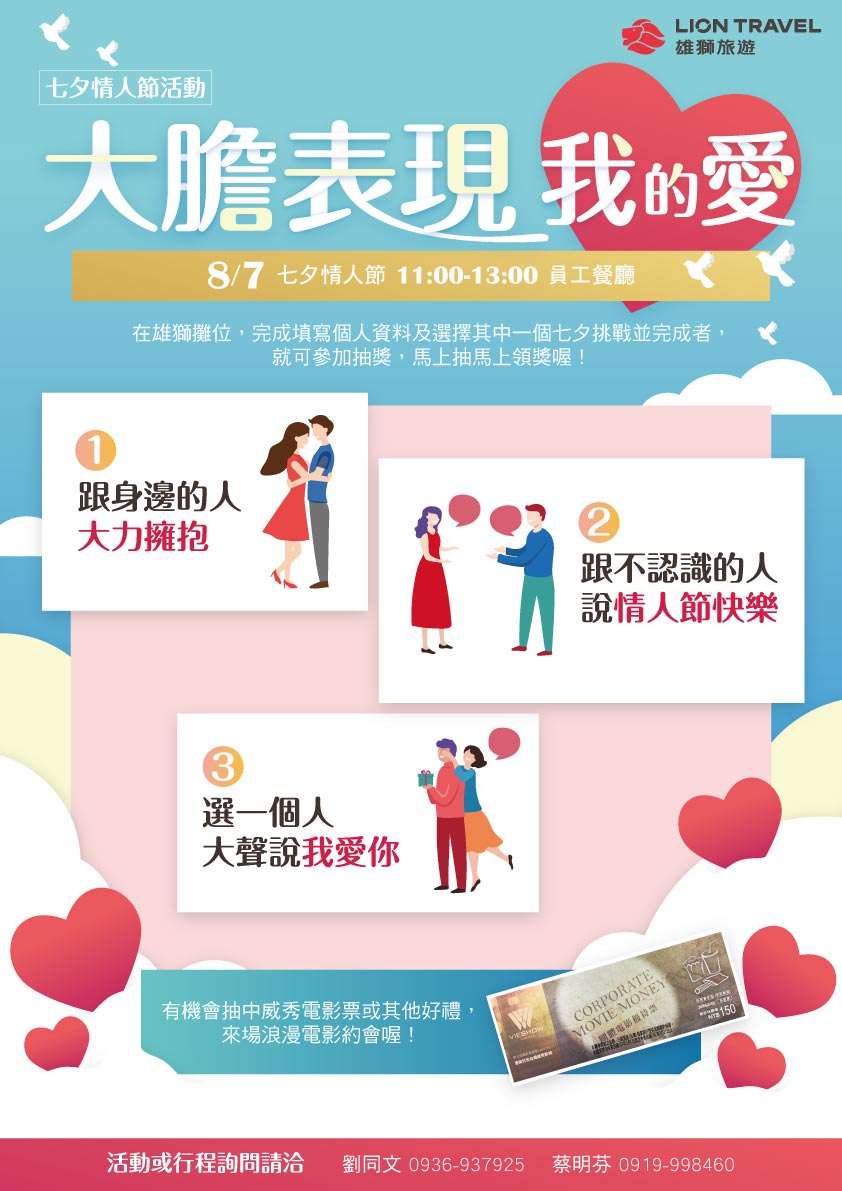 LION TRAVEL
雄獅旅遊
七夕情人節活動
大膽表現 我的愛
8/7 七夕情人節 11:00-13:00 員工餐廳
在雄獅攤位，完成填寫個人資料及選擇其中一個七夕挑戰並完成者，
就可參加抽獎，馬上抽馬上領獎喔！
1
跟身邊的人
大力擁抱
2
跟不認識的人
說情人節快樂
3
選一個人
大聲說我愛你
有機會抽中威秀電影票或其他好禮，
來場浪漫電影約會喔！
VIESHOW
CORPORATE
MOVIE MONEY
團體電影優待票
NT$150
活動或行程詢問請洽 劉同文 0936-937925 蔡明芬 0919-998460